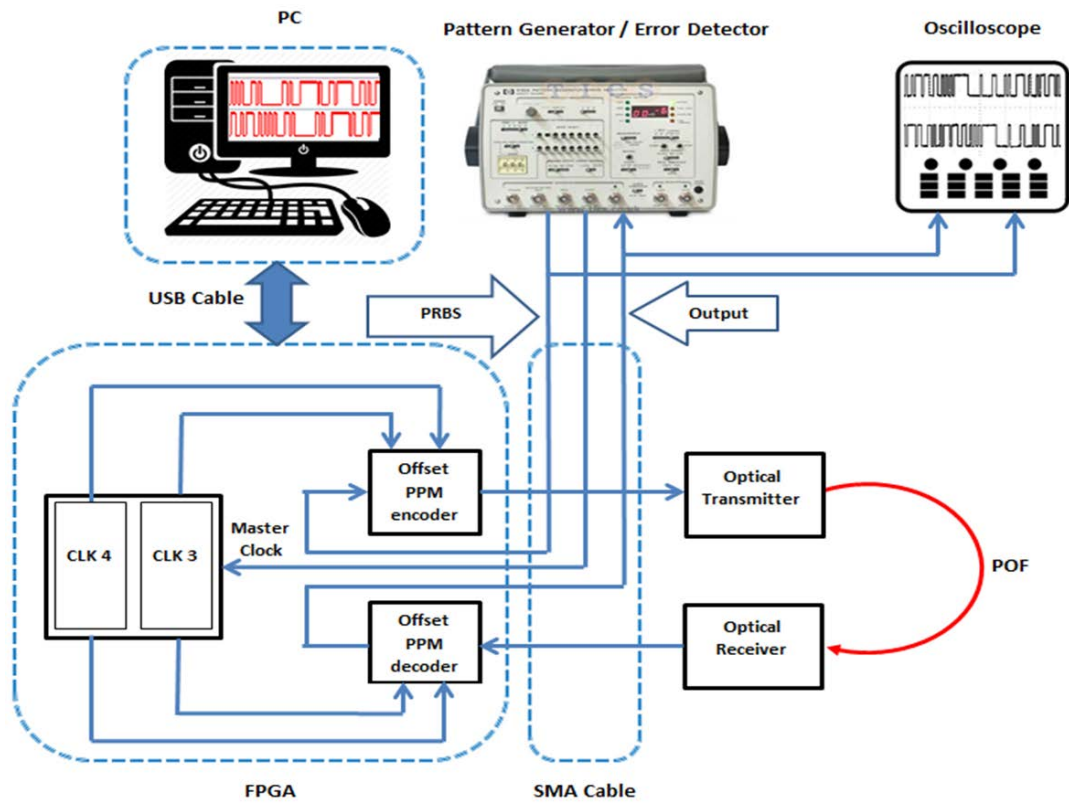 PC
Pattern Generator / Error Detector
Oscilloscope
USB Cable
PRBS
Output
Offset
PPM
encoder
Optical
Transmitter
Master
Clock
CLK 4
CLK 3
POF
Offset
PPM
decoder
Optical
Receiver
FPGA
SMA Cable